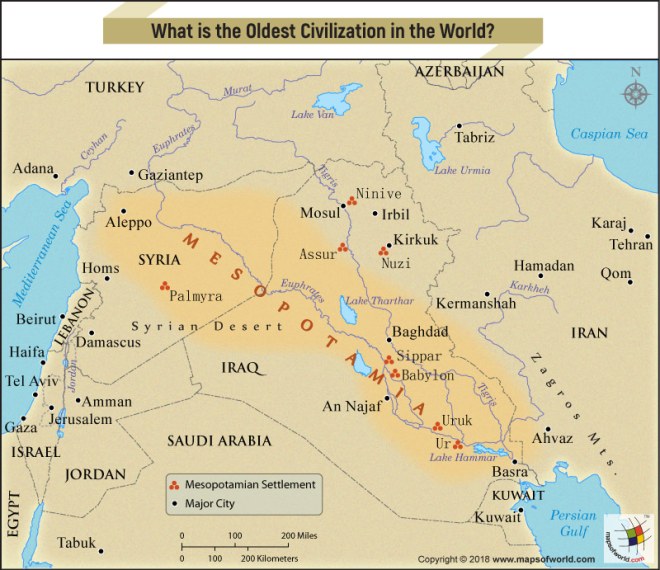 What is the Oldest Civilization in the World?
AZERBAIJAN
TURKEY
N
Murat
Lake Van
Caspian Sea
Tabriz
Ceyhan
Euphrates
Lake Urmia
Adana
Gaziantep
Tigris
Ninive
Mosul
Irbil
Aleppo
Karaj
Tehran
Kirkuk
Assur
Nuzi
MESOPOTAMIA
SYRIA
Mediterranean Sea
Homs
Hamadan
Qom
Palmyra
Euphrates
Karkheh
Kermanshah
Lake Tharthar
LEBANON
Beirut
Syrian Desert
Damascus
Baghdad
IRAN
Haifa
Sippar
Zagros Mts.
IRAQ
Babylon
Jordan
Tel Aviv
Tigris
Amman
An Najaf
Jerusalem
Gaza
Uruk
Ahvaz
SAUDI ARABIA
Ur
ISRAEL
Lake Hammar
Basra
JORDAN
Mesopotamian Settlement
Major City
KUWAIT
Kuwait
EGYPT
Persian
Gulf
Tabuk
0 100 200 Miles
0 100 200 Kilometers
mapsofworld.com
Copyright © 2018 www.mapsofworld.com